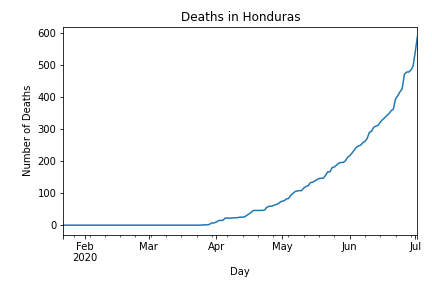 Deaths in Honduras
Number of Deaths
600
500
400
300
200
100
0
Feb
2020
Mar
Apr
May
Jun
Jul
Day